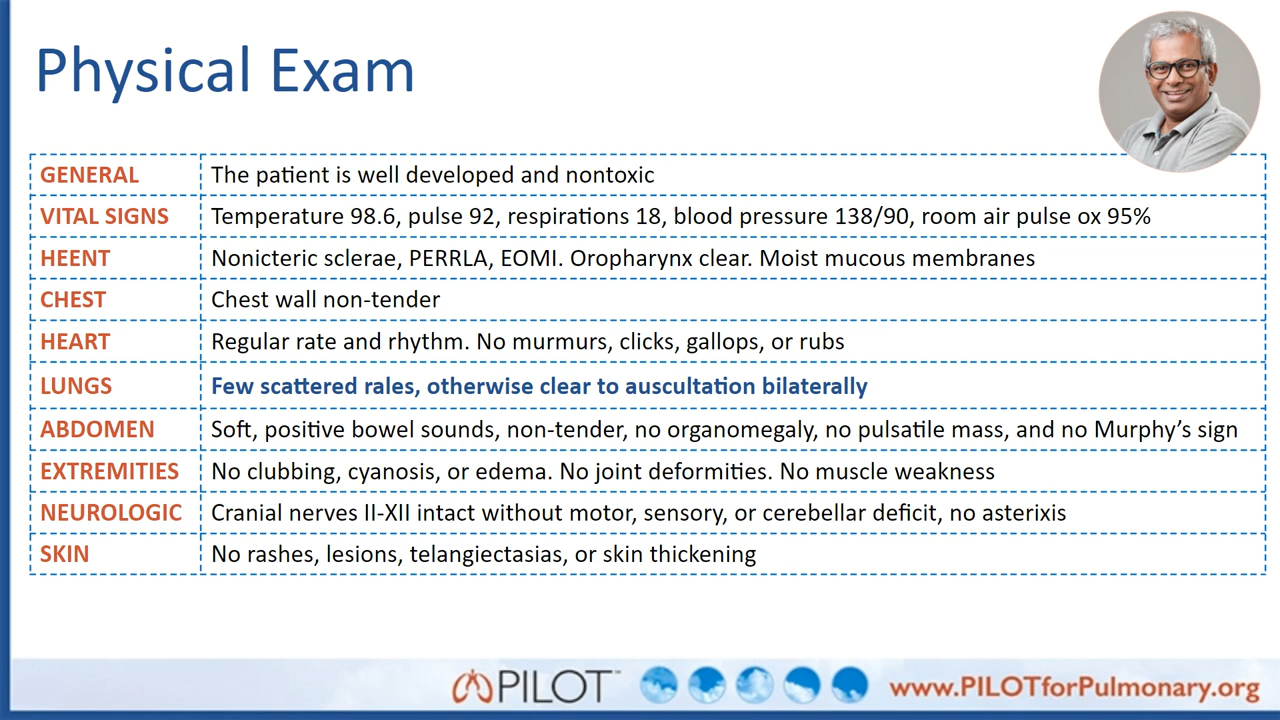 Physical Exam
GENERAL The patient is well developed and nontoxic
VITAL SIGNS Temperature 98.6, pulse 92, respirations 18, blood pressure 138/90, room air pulse ox 95%
HEENT Nonicteric sclerae, PERRLA, EOMI. Oropharynx clear. Moist mucous membranes
CHEST Chest wall non-tender
HEART Regular rate and rhythm. No murmurs, clicks, gallops, or rubs
LUNGS Few scattered rales, otherwise clear to auscultation bilaterally
ABDOMEN Soft, positive bowel sounds, non-tender, no organomegaly, no pulsatile mass, and no Murphy’s sign
EXTREMITIES No clubbing, cyanosis, or edema. No joint deformities. No muscle weakness
NEUROLOGIC Cranial nerves II-XII intact without motor, sensory, or cerebellar deficit, no asterixis
SKIN No rashes, lesions, telangiectasias, or skin thickening
PILOT™ www.PILOTforPulmonary.org